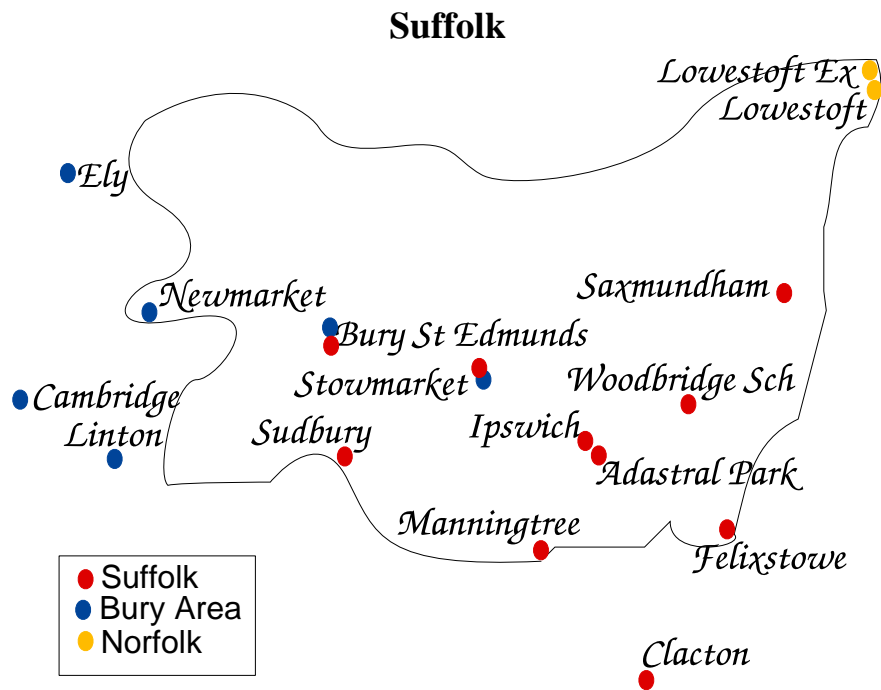 Suffolk
Lowestoft Ex
Lowestoft
Ely
Saxmundham
Newmarket
Bury St Edmunds
Stowmarket
Woodbridge Sch
Cambridge
Linton
Sudbury
Ipswich
Adastral Park
Manningtree
Felixstowe
Suffolk
Bury Area
Norfolk
Clacton